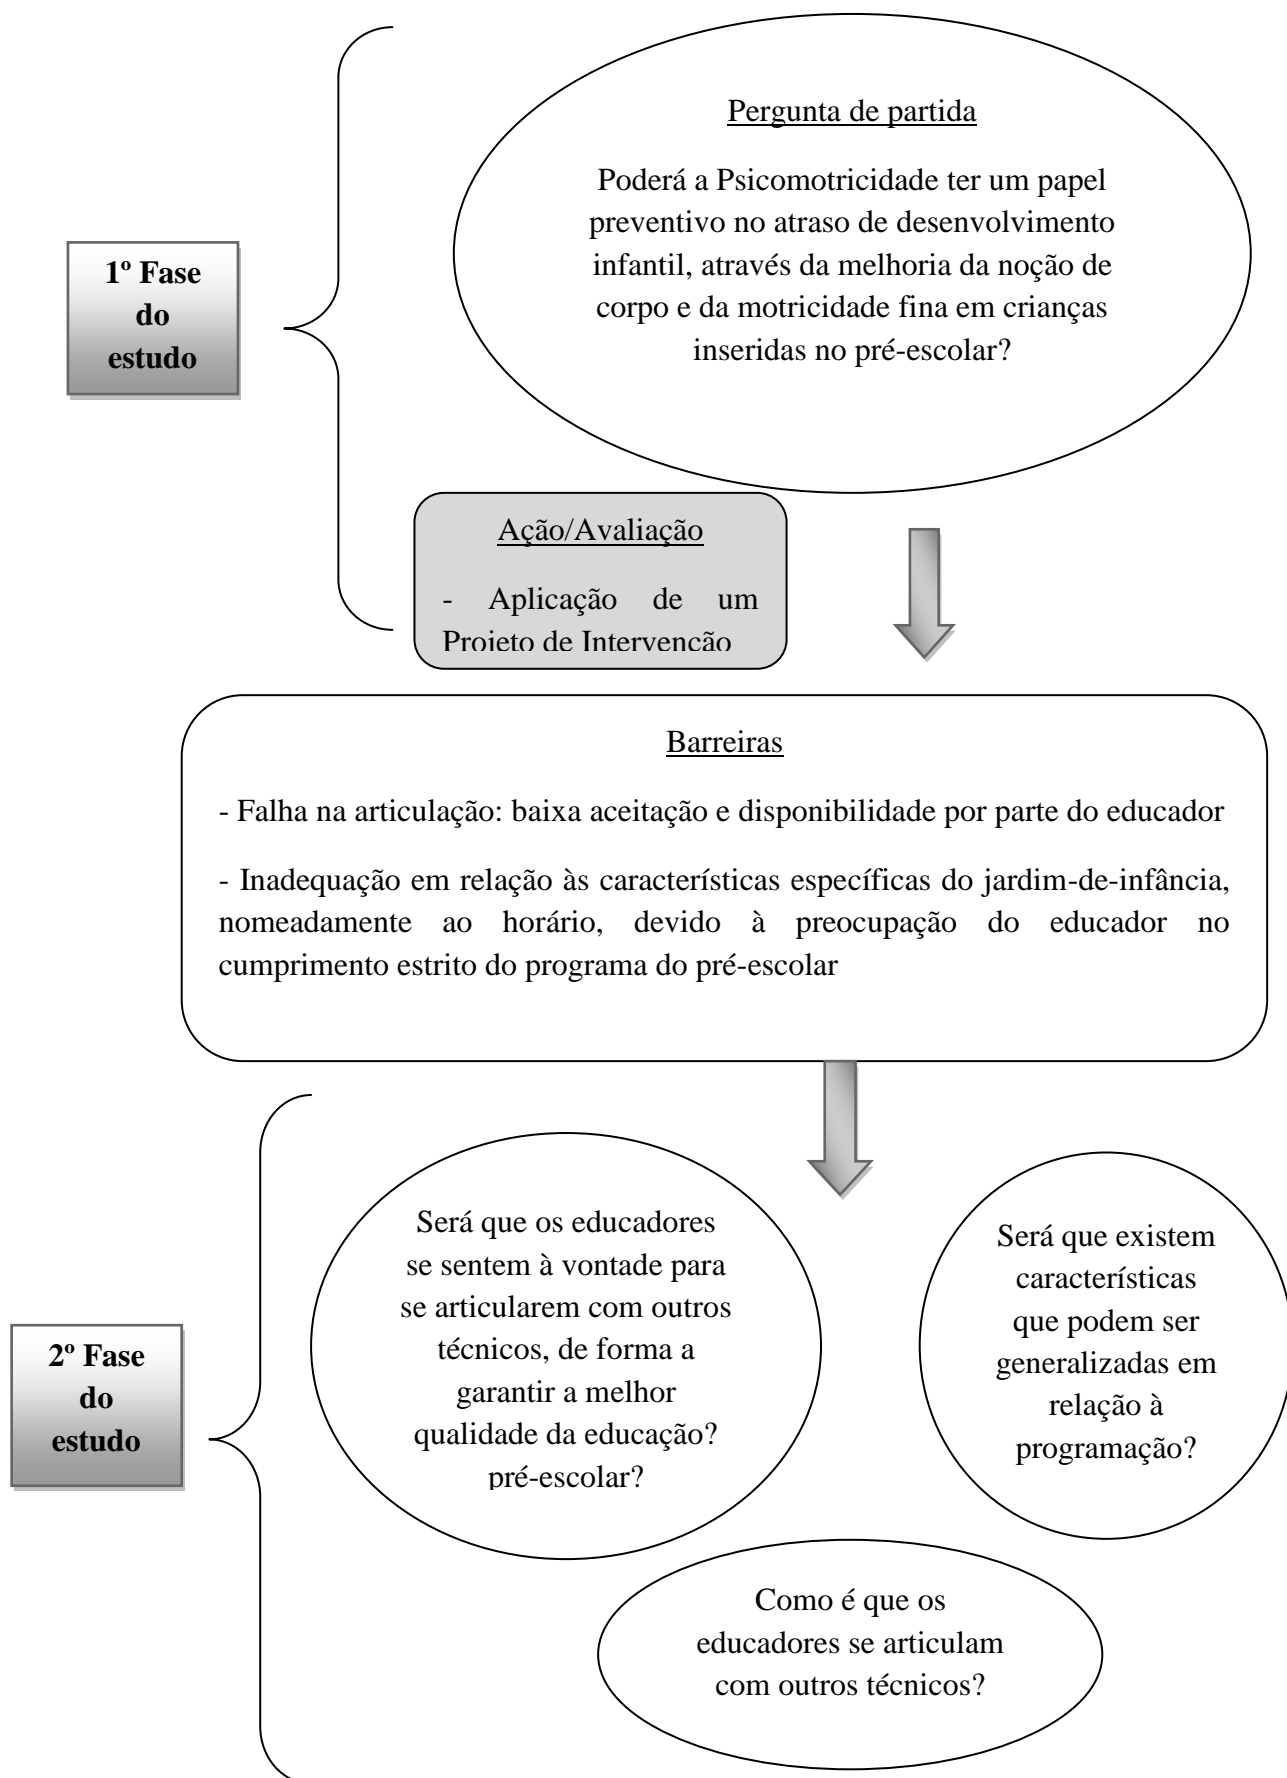 Pergunta de partida
Poderá a Psicomotricidade ter um papel
preventivo no atraso de desenvolvimento
infantil, através da melhoria da noção de
corpo e da motricidade fina em crianças
inseridas no pré-escolar?
1º Fase
do
estudo
Ação/Avaliação
- Aplicação de um
Projeto de Intervenção
Barreiras
- Falha na articulação: baixa aceitação e disponibilidade por parte do educador
- Inadequação em relação às características específicas do jardim-de-infância,
nomeadamente ao horário, devido à preocupação do educador no
cumprimento estrito do programa do pré-escolar
Será que os educadores
se sentem à vontade para
se articularem com outros
técnicos, de forma a
garantir a melhor
qualidade da educação?
pré-escolar?
Será que existem
características
que podem ser
generalizadas em
relação à
programação?
2º Fase
do
estudo
Como é que os
educadores se articulam
com outros técnicos?